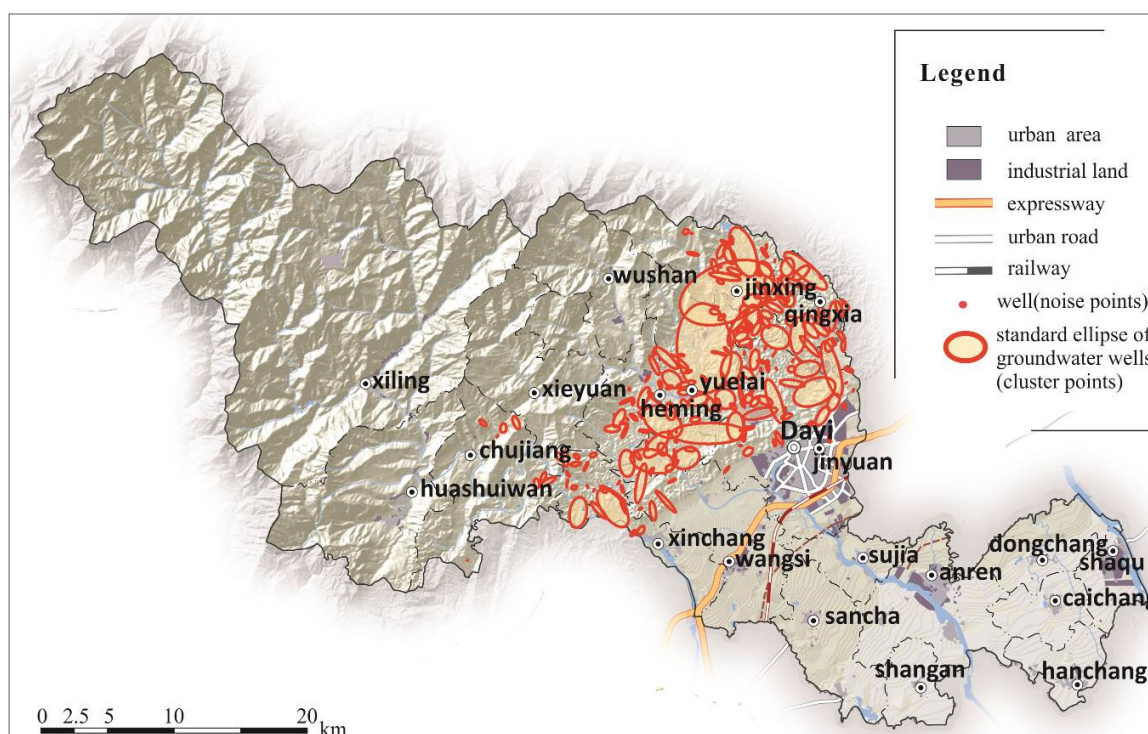 Legend
urban area
industrial land
expressway
urban road
railway
well(noise points)
standard ellipse of
groundwater wells
(cluster points)
wushan
jinxing
qingxia
xiling
xieyuan
yuelai
heming
Dayi
jinyuan
chujiang
huashuiwan
xinchang
wangsi
sujia
anren
dongchang
shaqu
caichang
sancha
shangan
hanchang
0 2.5 5 10 20
km